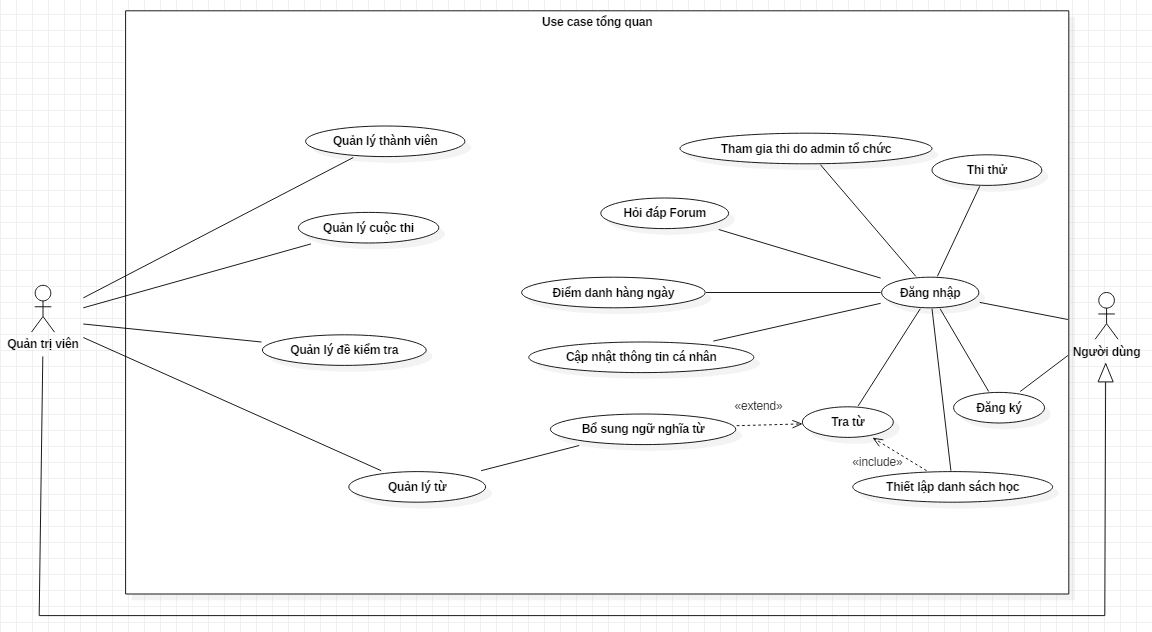 Use case tổng quan
Quản lý thành viên
Tham gia thi do admin tổ chức
Thi thử
Hỏi đáp Forum
Quản lý cuộc thi
Điểm danh hàng ngày
Đăng nhập
Quản trị viên
Quản lý đề kiểm tra
Cập nhật thông tin cá nhân
Người dùng
«extend»
Đăng ký
Bổ sung ngữ nghĩa từ
Tra từ
«include»
Quản lý từ
Thiết lập danh sách học